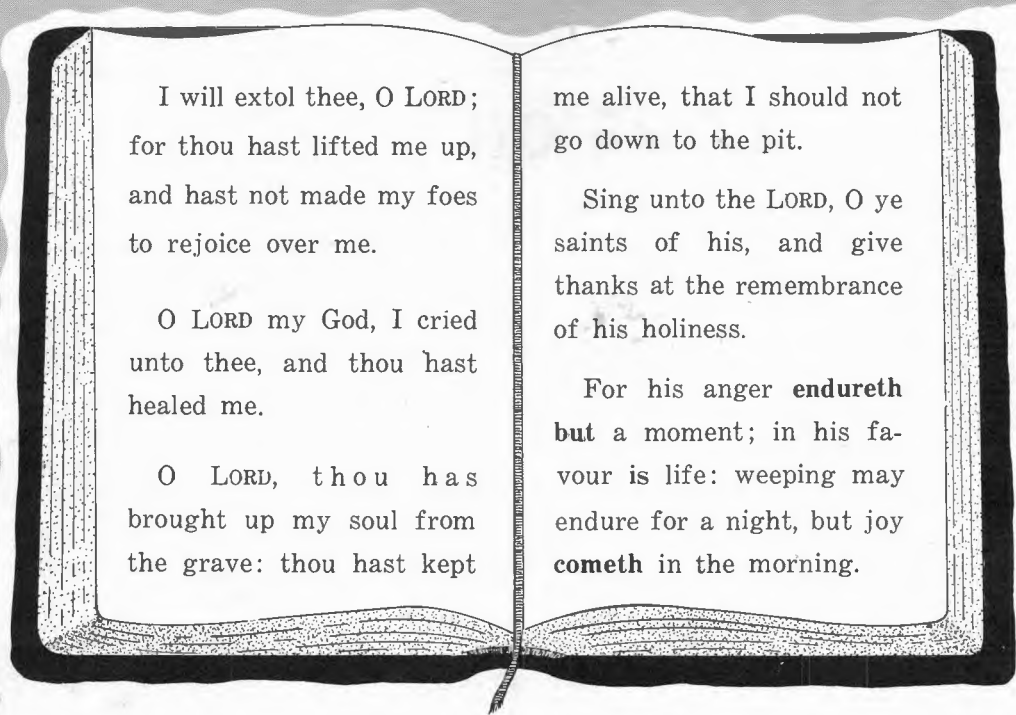 I will extol thee, O LORD;
for thou hast lifted me up,
and hast not made my foes
to rejoice over me.
O LORD my God, I cried
unto thee, and thou hast
healed me.
O LORD, thou has
brought up my soul from
the grave: thou hast kept
me alive, that I should not
go down to the pit.
Sing unto the LORD, O ye
saints of his, and give
thanks at the remembrance
of his holiness.
For his anger endureth
but a moment; in his fa-
vour is life: weeping may
endure for a night, but joy
cometh in the morning.